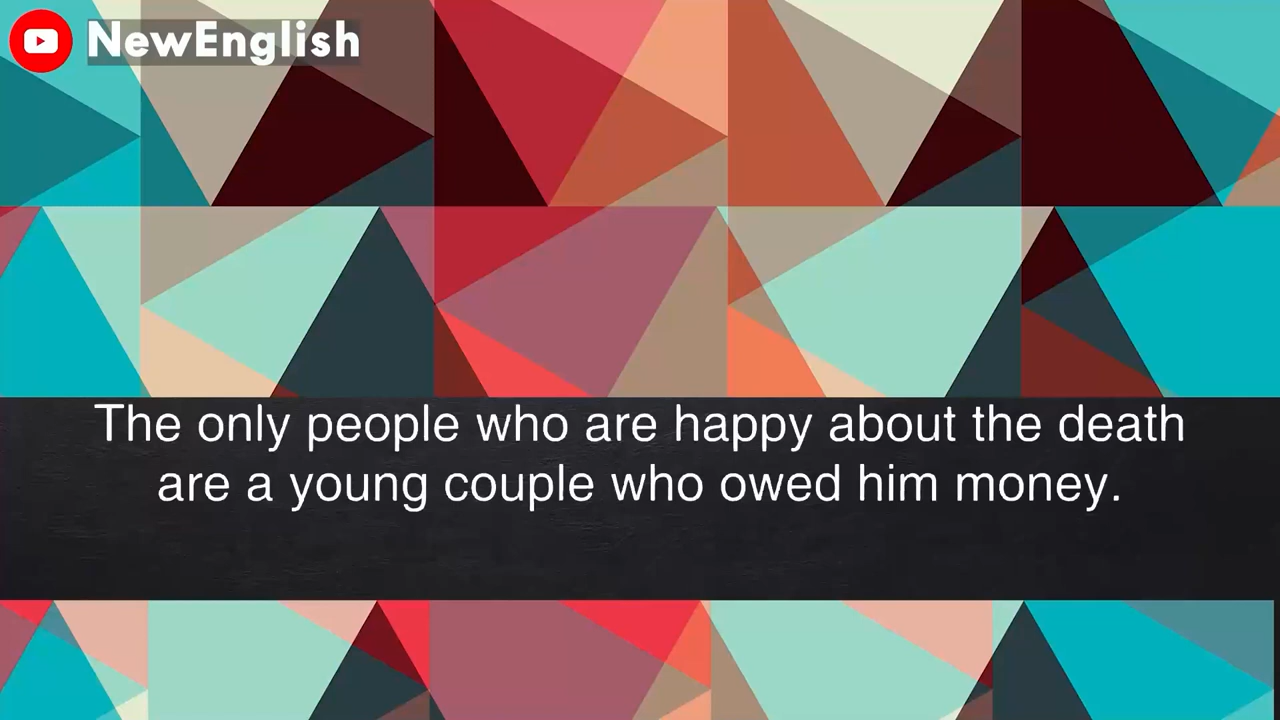 NewEnglish
The only people who are happy about the death
are a young couple who owed him money.